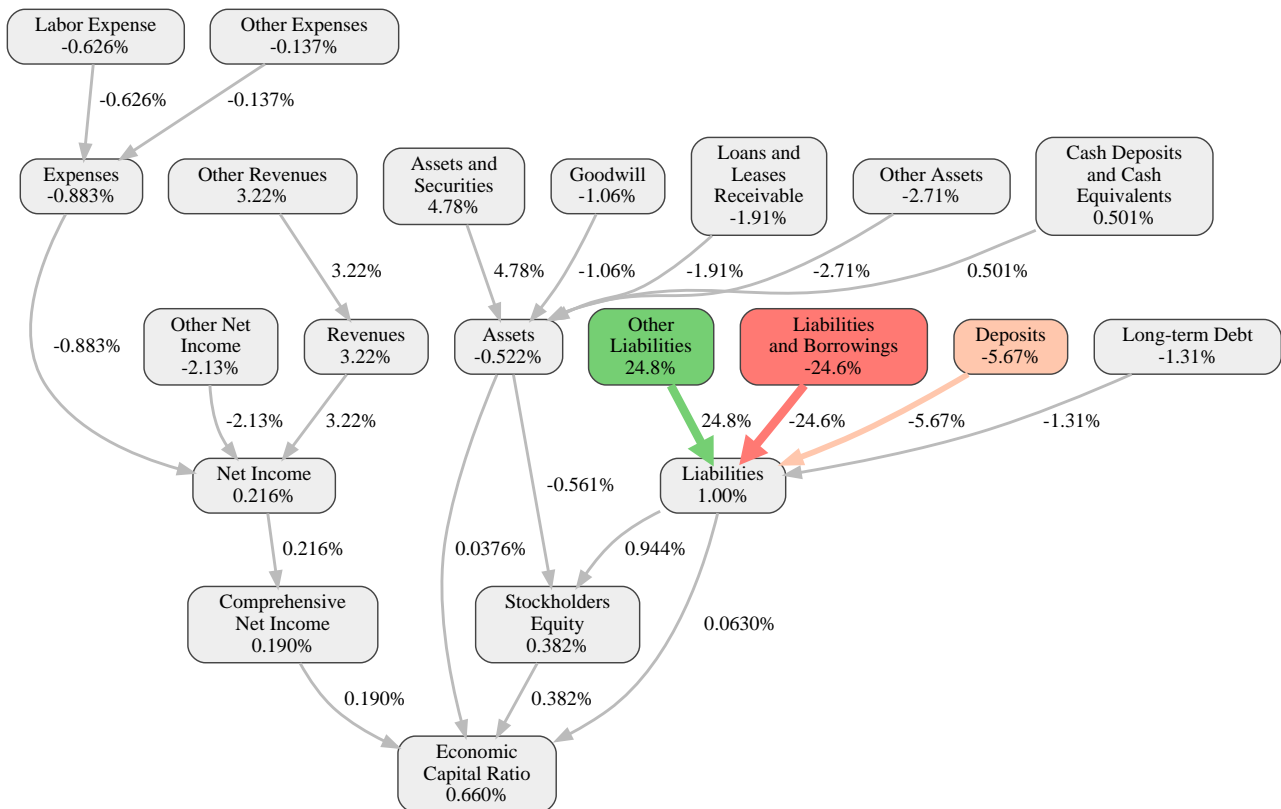 Labor Expense
-0.626%
Other Expenses
-0.137%
-0.626%
-0.137%
Expenses
-0.883%
Other Revenues
3.22%
Assets and
Securities
4.78%
Goodwill
-1.06%
Loans and
Leases
Receivable
-1.91%
Other Assets
-2.71%
Cash Deposits
and Cash
Equivalents
0.501%
3.22%
4.78%
-1.06%
-1.91%
-2.71%
0.501%
-0.883%
Other Net
Income
-2.13%
Revenues
3.22%
Assets
-0.522%
Other
Liabilities
24.8%
Liabilities
and Borrowings
-24.6%
Deposits
-5.67%
Long-term Debt
-1.31%
-2.13%
3.22%
24.8%
-24.6%
-5.67%
-1.31%
Net Income
0.216%
Liabilities
1.00%
-0.561%
0.216%
0.0376%
0.944%
Comprehensive
Net Income
0.190%
Stockholders
Equity
0.382%
0.0630%
0.190%
0.382%
Economic
Capital Ratio
0.660%